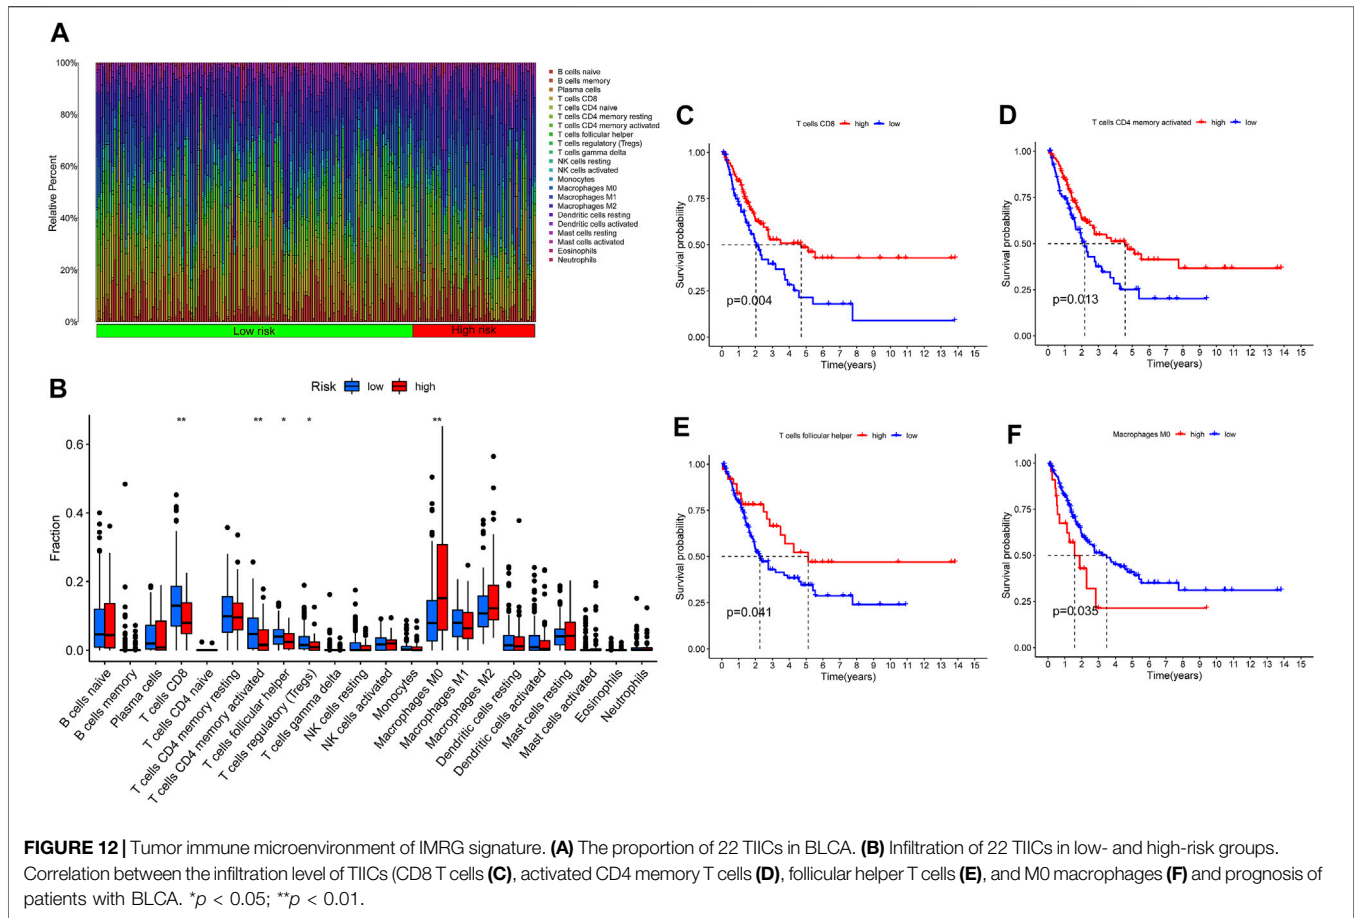 A
100%
80%
60%
40%
20%
0%
Relative Percent
Low risk
High risk
B cells naive
B cells memory
Plasma cells
T cells CD8
T cells CD4 naive
T cells CD4 memory resting
T cells CD4 memory activated
T cells follicular helper
T cells regulatory (Tregs)
T cells gamma delta
NK cells resting
NK cells activated
Monocytes
Macrophages M0
Macrophages M1
Macrophages M2
Dendritic cells resting
Dendritic cells activated
Mast cells resting
Mast cells activated
Eosinophils
Neutrophils
B
Risk low high
** ** * * **
0.6
0.4
0.2
0.0
Fraction
B cells naive
B cells memory
Plasma cells
T cells CD8
T cells CD4 naive
T cells CD4 memory resting
T cells CD4 memory activated
T cells follicular helper
T cells regulatory (Tregs)
T cells gamma delta
NK cells resting
NK cells activated
Monocytes
Macrophages M0
Macrophages M1
Macrophages M2
Dendritic cells resting
Dendritic cells activated
Mast cells resting
Mast cells activated
Eosinophils
Neutrophils
C
T cells CD8 high low
1.00
0.75
0.50
0.25
0.00
Survival probability
p=0.004
0 1 2 3 4 5 6 7 8 9 10 11 12 13 14 15
Time(years)
D
T cells CD4 memory activated high low
1.00
0.75
0.50
0.25
0.00
Survival probability
p=0.013
0 1 2 3 4 5 6 7 8 9 10 11 12 13 14 15
Time(years)
E
T cells follicular helper high low
1.00
0.75
0.50
0.25
0.00
Survival probability
p=0.041
0 1 2 3 4 5 6 7 8 9 10 11 12 13 14 15
Time(years)
F
Macrophages M0 high low
1.00
0.75
0.50
0.25
0.00
Survival probability
p=0.035
0 1 2 3 4 5 6 7 8 9 10 11 12 13 14 15
Time(years)
FIGURE 12 | Tumor immune microenvironment of IMRG signature. (A) The proportion of 22 TIICs in BLCA. (B) Infiltration of 22 TIICs in low- and high-risk groups.
Correlation between the infiltration level of TIICs (CD8 T cells (C), activated CD4 memory T cells (D), follicular helper T cells (E), and M0 macrophages (F) and prognosis of
patients with BLCA. *p < 0.05; **p < 0.01.